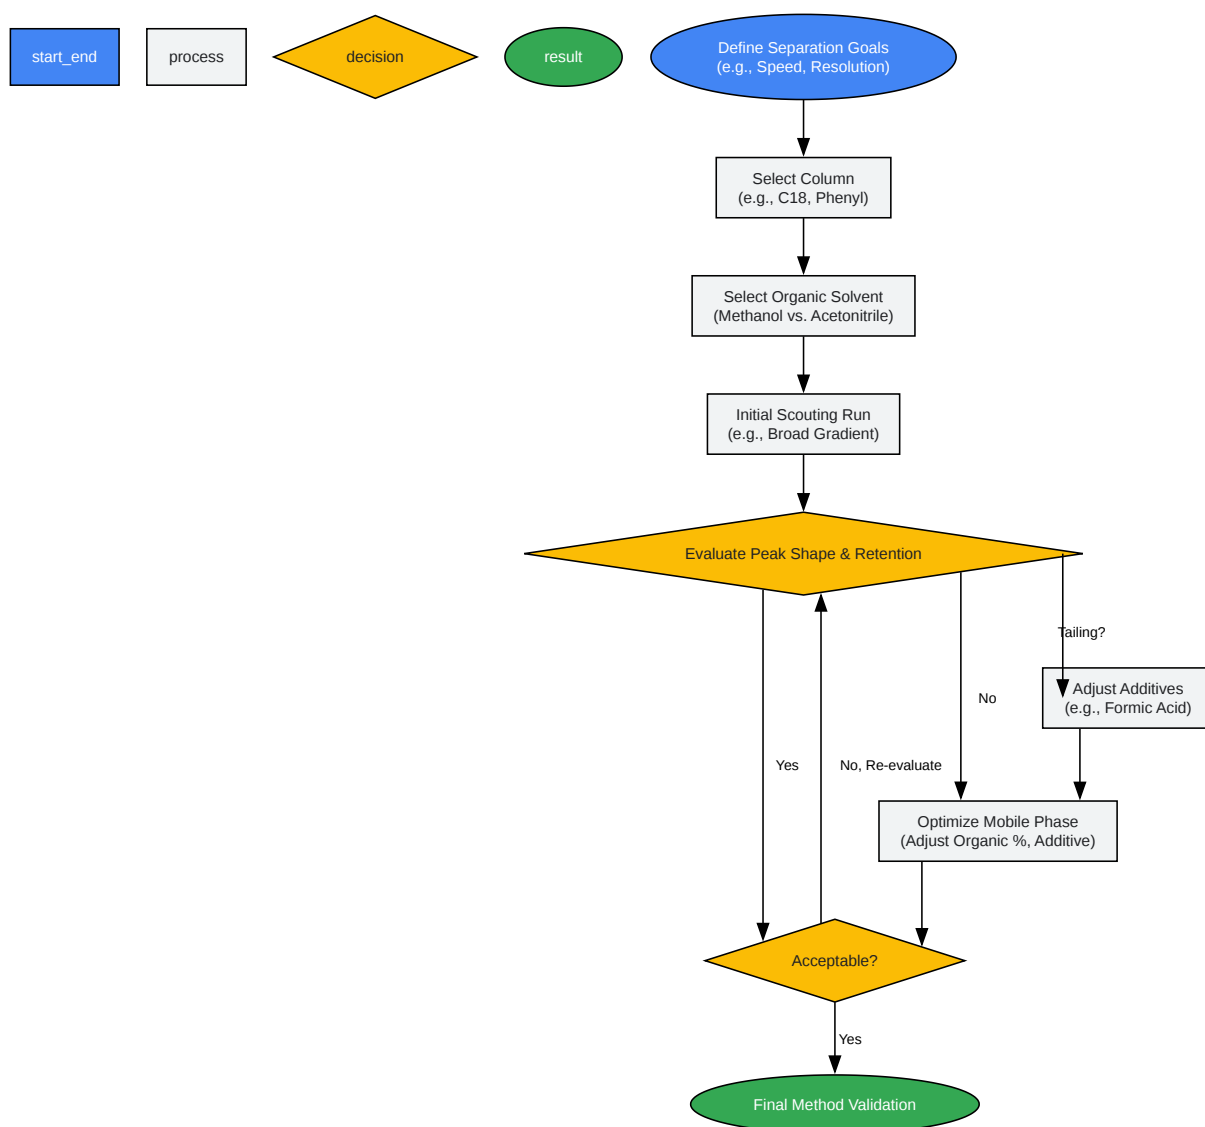 start_end
process
decision
result
Define Separation Goals
(e.g., Speed, Resolution)
Select Column
(e.g., C18, Phenyl)
Select Organic Solvent
(Methanol vs. Acetonitrile)
Initial Scouting Run
(e.g., Broad Gradient)
Evaluate Peak Shape & Retention
Tailing?
Adjust Additives
(e.g., Formic Acid)
No
Yes
No, Re-evaluate
Optimize Mobile Phase
(Adjust Organic %, Additive)
Acceptable?
Yes
Final Method Validation